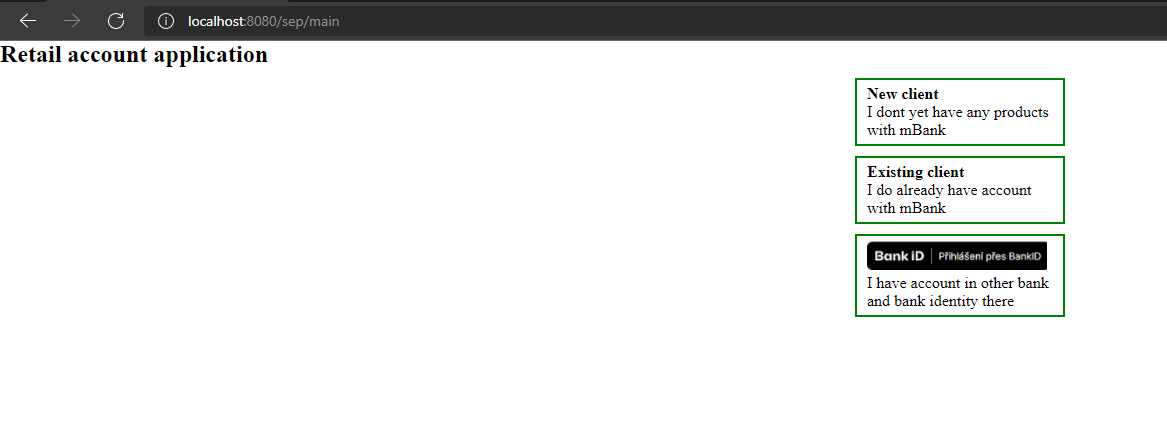 localhost:8080/sep/main
Retail account application
New client
I dont yet have any products
with mBank
Existing client
I do already have account
with mBank
Bank iD | Přihlášení přes BankID
I have account in other bank
and bank identity there